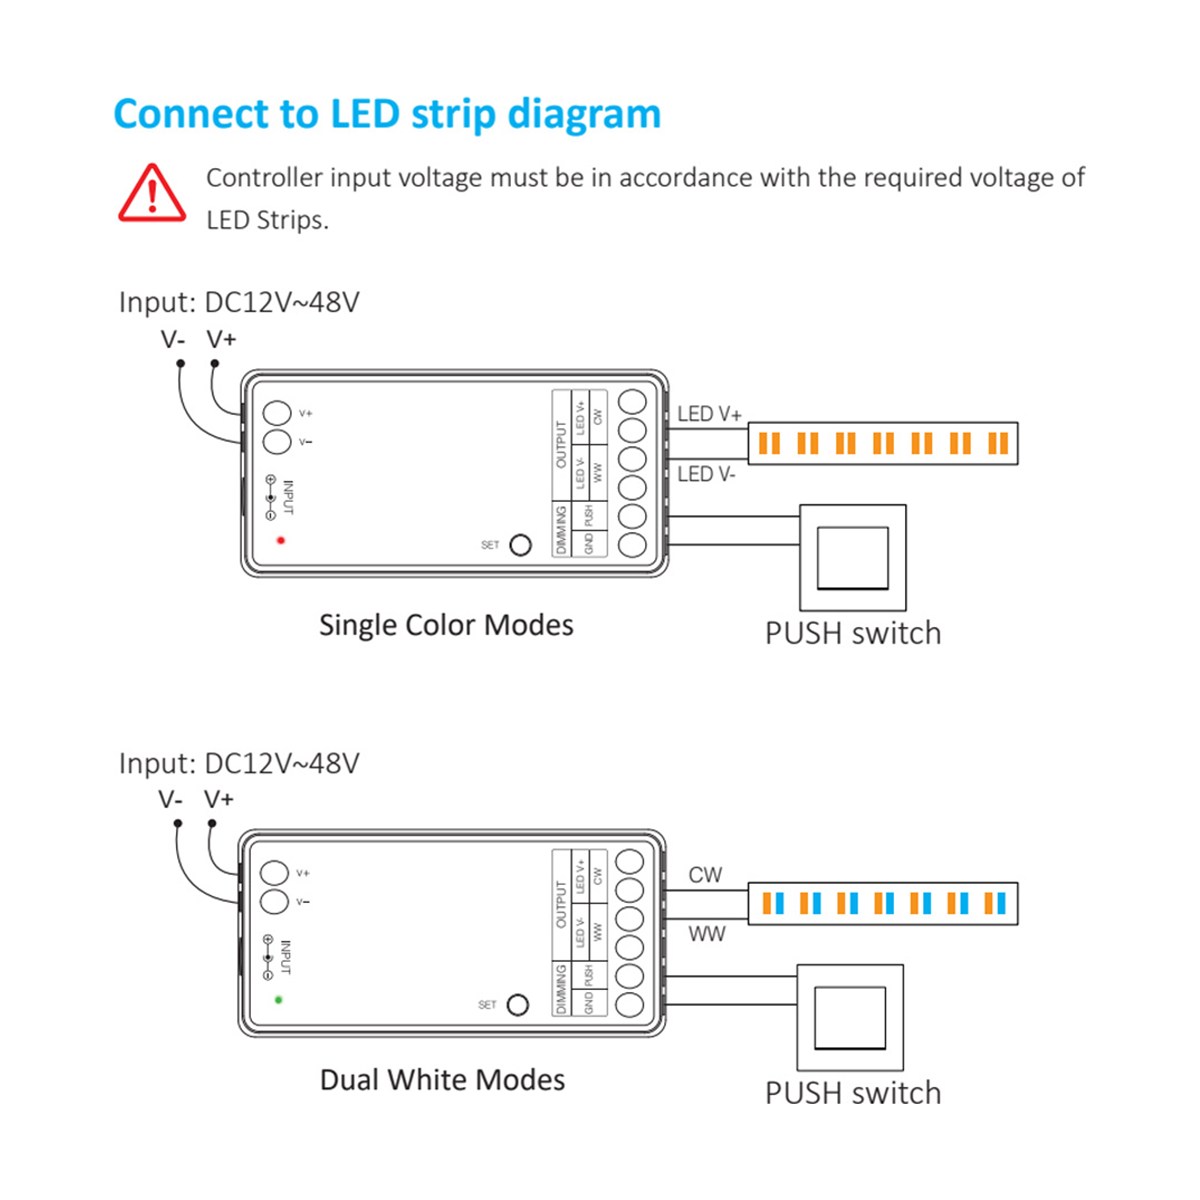 Connect to LED strip diagram
Controller input voltage must be in accordance with the required voltage of
LED Strips.
Input: DC12V~48V
V- V+
V+
V-
INPUT
SET
OUTPUT
LED V+
CW
LED V-
WW
DIMMING
PUSH
GND
LED V+
LED V-
Single Color Modes
PUSH switch
Input: DC12V~48V
V- V+
V+
V-
INPUT
SET
OUTPUT
LED V+
CW
LED V-
WW
DIMMING
PUSH
GND
CW
WW
Dual White Modes
PUSH switch